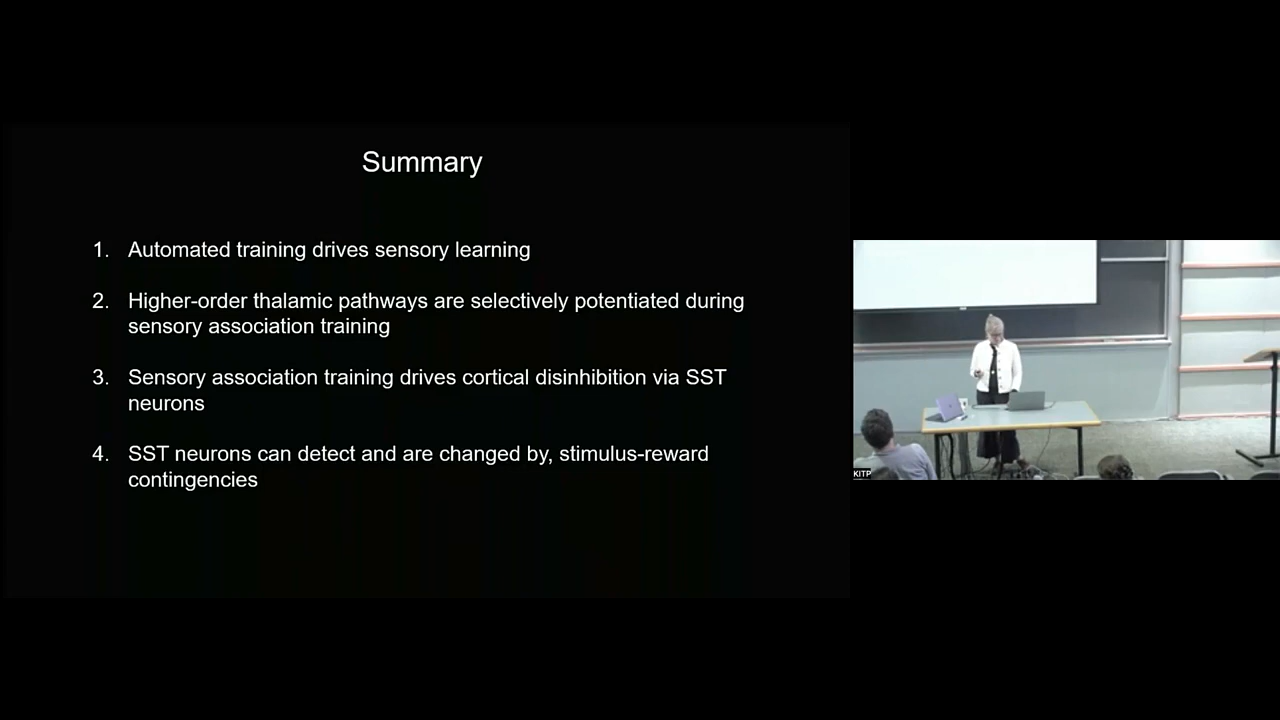 Summary
1. Automated training drives sensory learning
2. Higher-order thalamic pathways are selectively potentiated during
sensory association training
3. Sensory association training drives cortical disinhibition via SST
neurons
4. SST neurons can detect and are changed by, stimulus-reward
contingencies
KITP